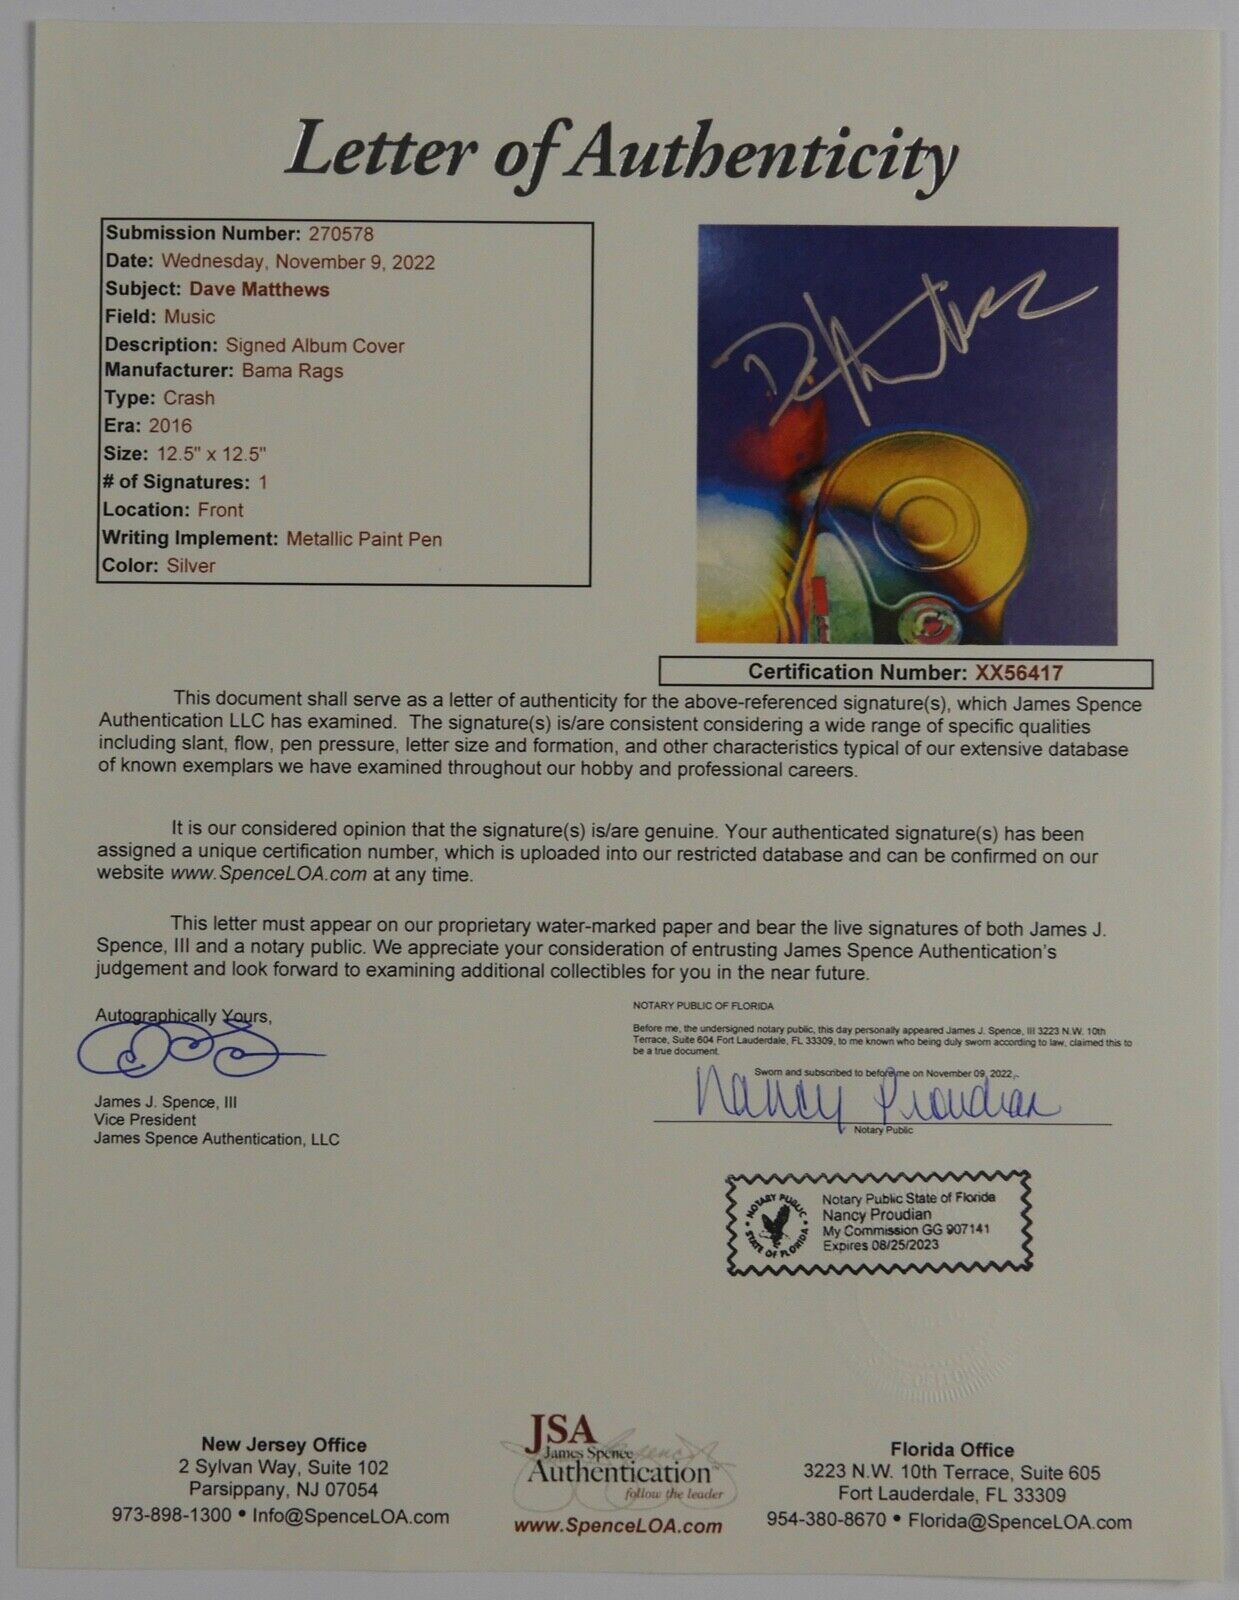 Letter of Authenticity
Submission Number: 270578
Date: Wednesday, November 9, 2022
Subject: Dave Matthews
Field: Music
Description: Signed Album Cover
Manufacturer: Bama Rags
Type: Crash
Era: 2016
Size: 12.5" x 12.5"
# of Signatures: 1
Location: Front
Writing Implement: Metallic Paint Pen
Color: Silver
Certification Number: XX56417
This document shall serve as a letter of authenticity for the above-referenced signature(s), which James Spence
Authentication LLC has examined. The signature(s) is/are consistent considering a wide range of specific qualities
including slant, flow, pen pressure, letter size and formation, and other characteristics typical of our extensive database
of known exemplars we have examined throughout our hobby and professional careers.
It is our considered opinion that the signature(s) is/are genuine. Your authenticated signature(s) has been
assigned a unique certification number, which is uploaded into our restricted database and can be confirmed on our
website www.SpenceLOA.com at any time.
This letter must appear on our proprietary water-marked paper and bear the live signatures of both James J.
Spence, III and a notary public. We appreciate your consideration of entrusting James Spence Authentication's
judgement and look forward to examining additional collectibles for you in the near future.
Autographically Yours,
James J. Spence, III
Vice President
James Spence Authentication, LLC
NOTARY PUBLIC OF FLORIDA
Before me, the undersigned notary public, this day personally appeared James J. Spence, III 3223 N.W. 10th
Terrace, Suite 604 Fort Lauderdale, FL 33309, to me known who being duly sworn according to law, claimed this to
be a true document.
Sworn and subscribed to before me on November 09, 2022.
Nancy Proudian
Notary Public
NOTARY PUBLIC
STATE OF FLORIDA
Notary Public State of Florida
Nancy Proudian
My Commission GG 907141
Expires 08/25/2023
New Jersey Office
2 Sylvan Way, Suite 102
Parsippany, NJ 07054
973-898-1300 • Info@SpenceLOA.com
JSA
James Spence
Authentication™
follow the leader
www.SpenceLOA.com
Florida Office
3223 N.W. 10th Terrace, Suite 605
Fort Lauderdale, FL 33309
954-380-8670 • Florida@SpenceLOA.com